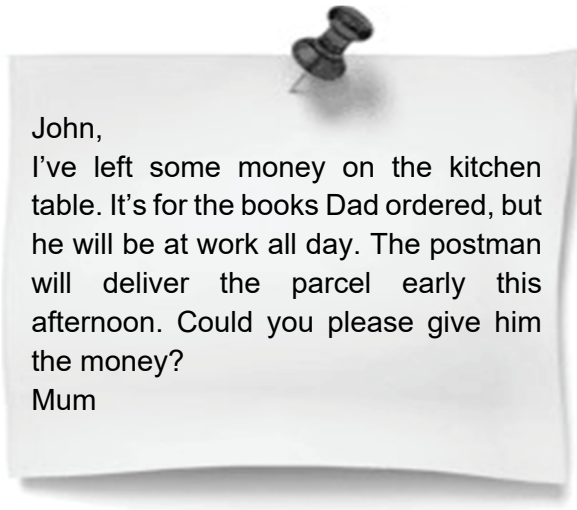 John,
I’ve left some money on the kitchen
table. It’s for the books Dad ordered, but
he will be at work all day. The postman
will deliver the parcel early this
afternoon. Could you please give him
the money?
Mum